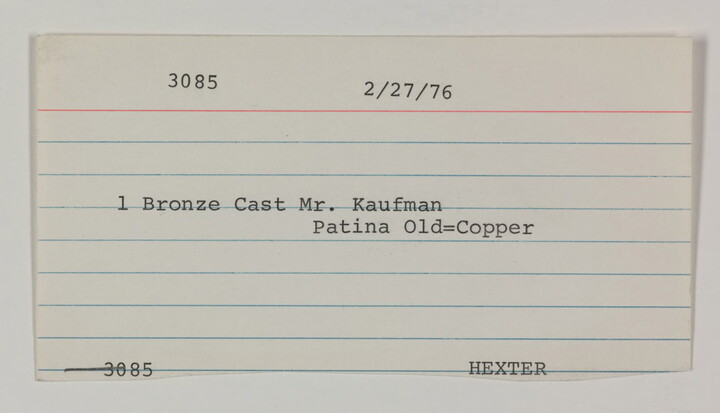 3085 2/27/76
1 Bronze Cast Mr. Kaufman
Patina Old=Copper
3085 HEXTER